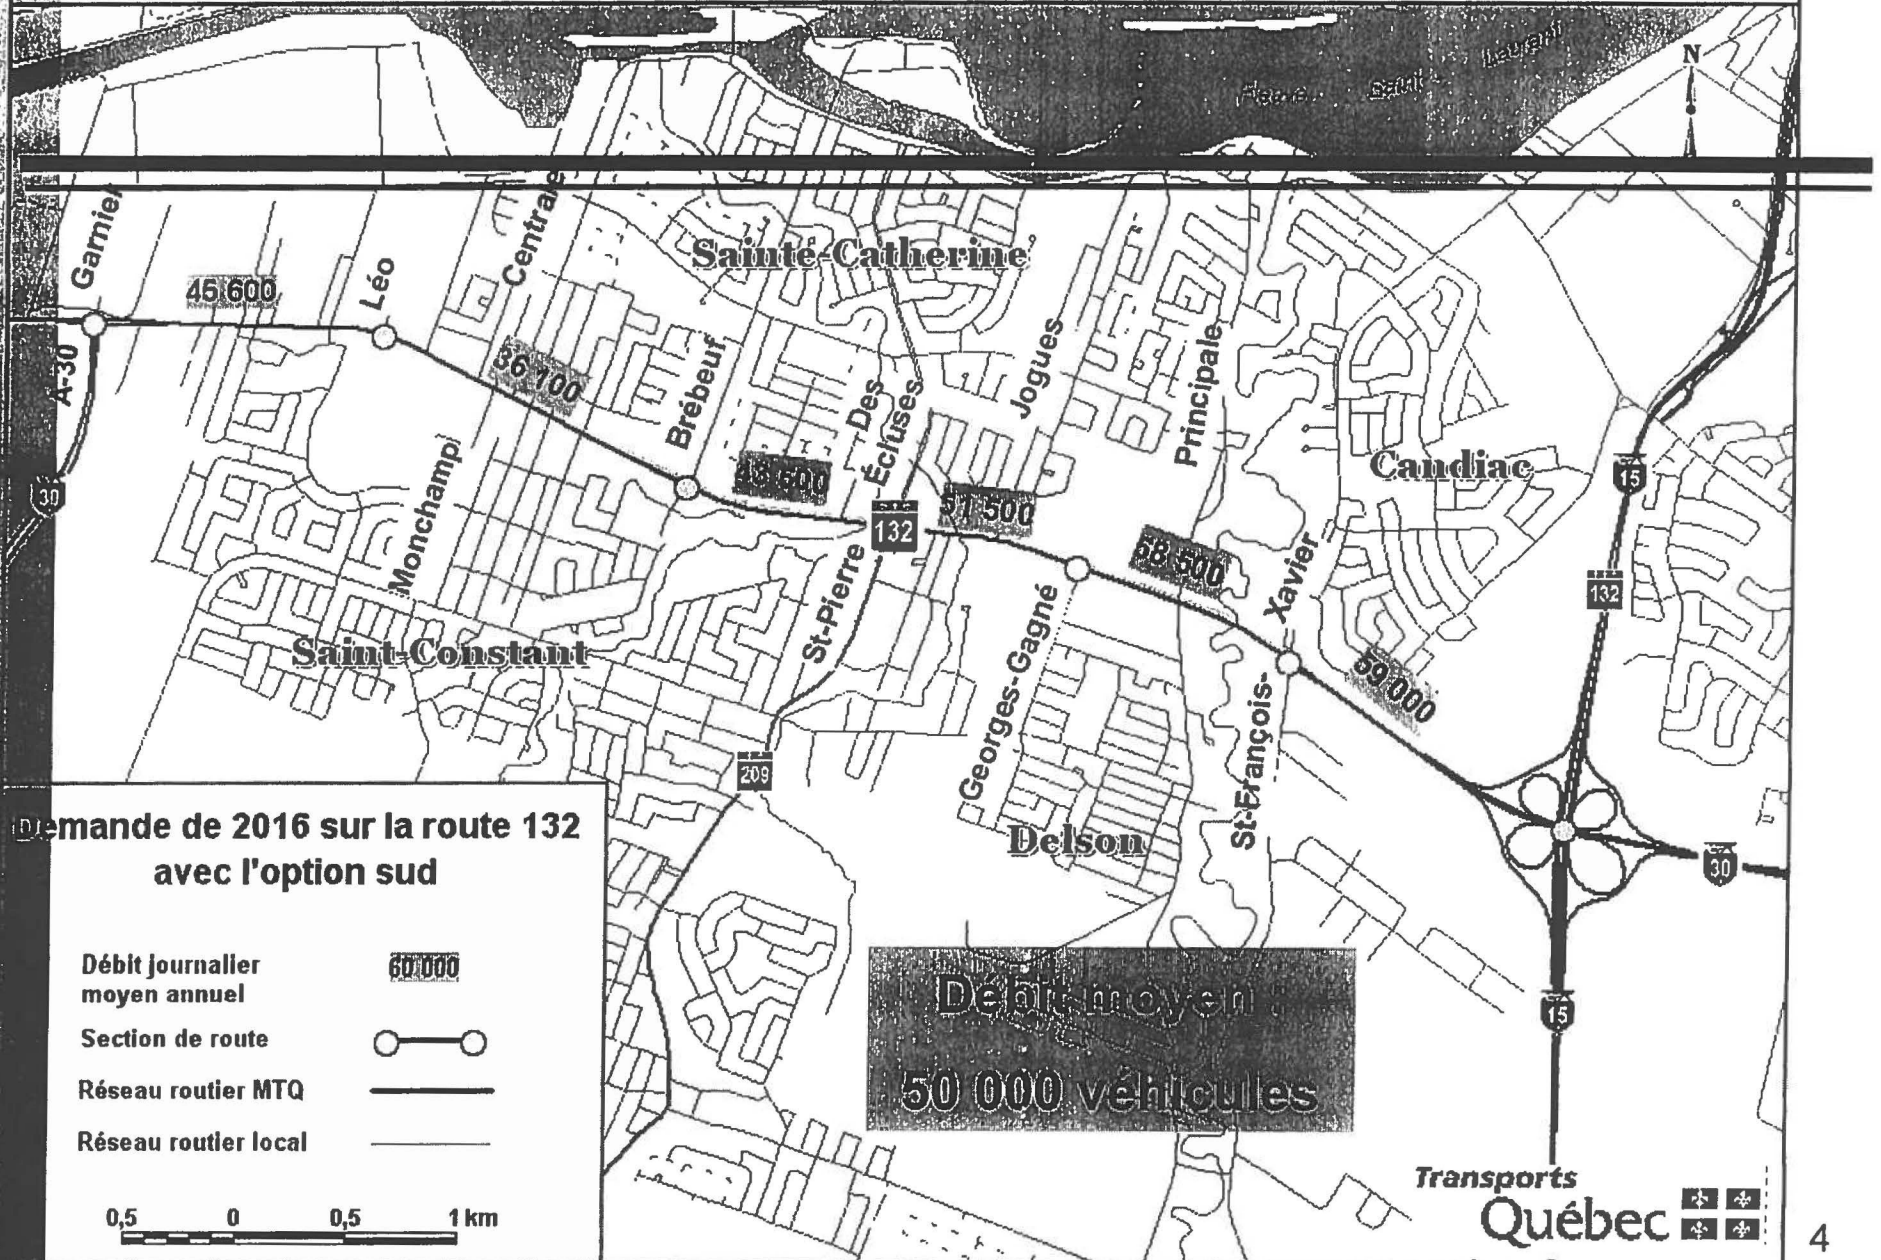 Fleuve Saint - Laurent
N
Garnier
45 600
Léo
Centrale
Sainte-Catherine
A-30
30
36 100
Monchamp
Brébeuf
48 600
Des
Écluses
Jogues
51 500
132
Principale
Candiac
15
132
58 500
St-Pierre
Georges-Gagné
St-François-
Xavier
59 000
Saint-Constant
209
Delson
30
15
Demande de 2016 sur la route 132
avec l'option sud
Débit journalier
moyen annuel
60 000
Section de route
Réseau routier MTQ
Réseau routier local
0,5 0 0,5 1 km
Débit moyen :
50 000 véhicules
Transports
Québec
4